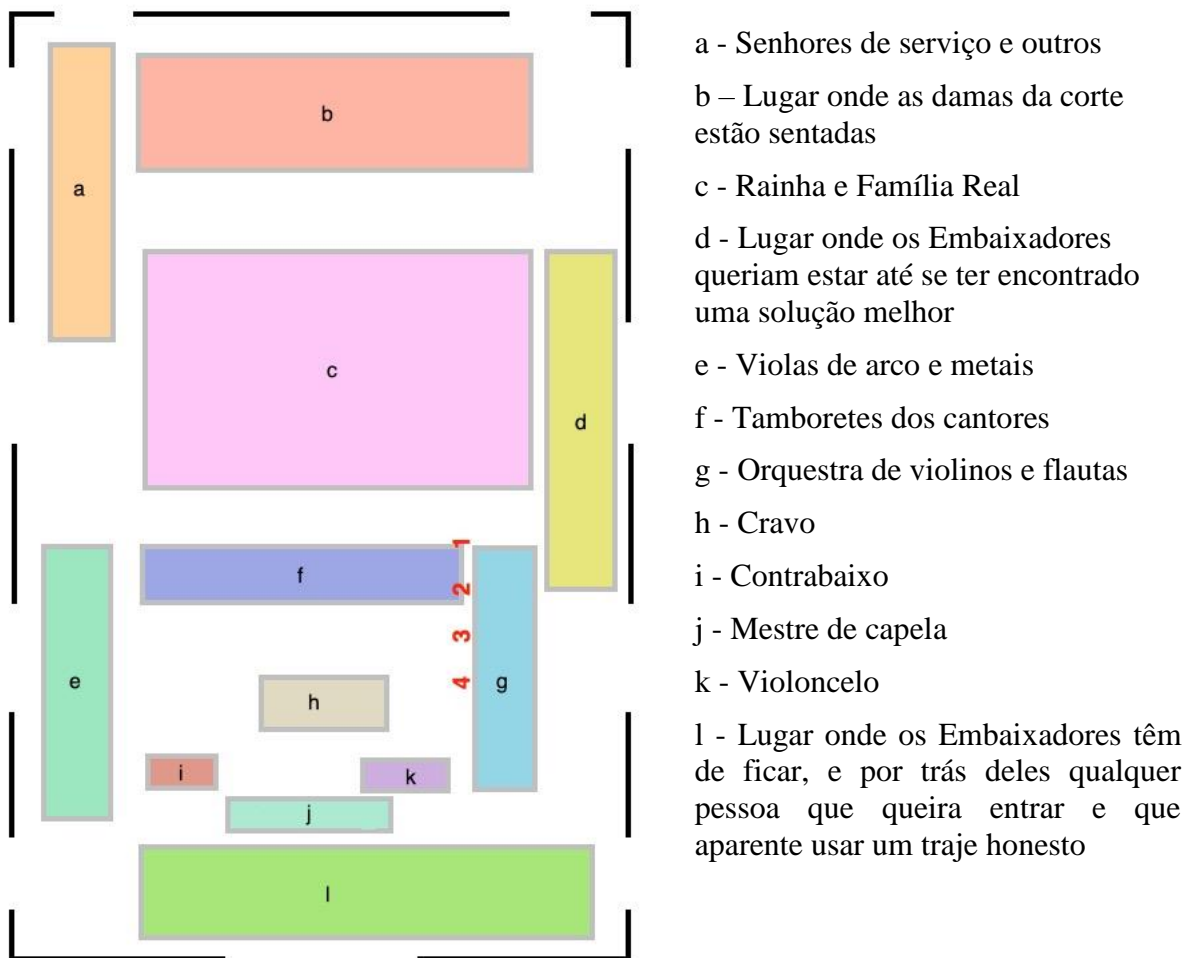 b
a
c
d
1
f
2
3
e
4
g
h
i
k
j
l
a - Senhores de serviço e outros
b – Lugar onde as damas da corte
estão sentadas
c - Rainha e Família Real
d - Lugar onde os Embaixadores
queriam estar até se ter encontrado
uma solução melhor
e - Violas de arco e metais
f - Tamboretes dos cantores
g - Orquestra de violinos e flautas
h - Cravo
i - Contrabaixo
j - Mestre de capela
k - Violoncelo
l - Lugar onde os Embaixadores têm
de ficar, e por trás deles qualquer
pessoa que queira entrar e que
aparente usar um traje honesto